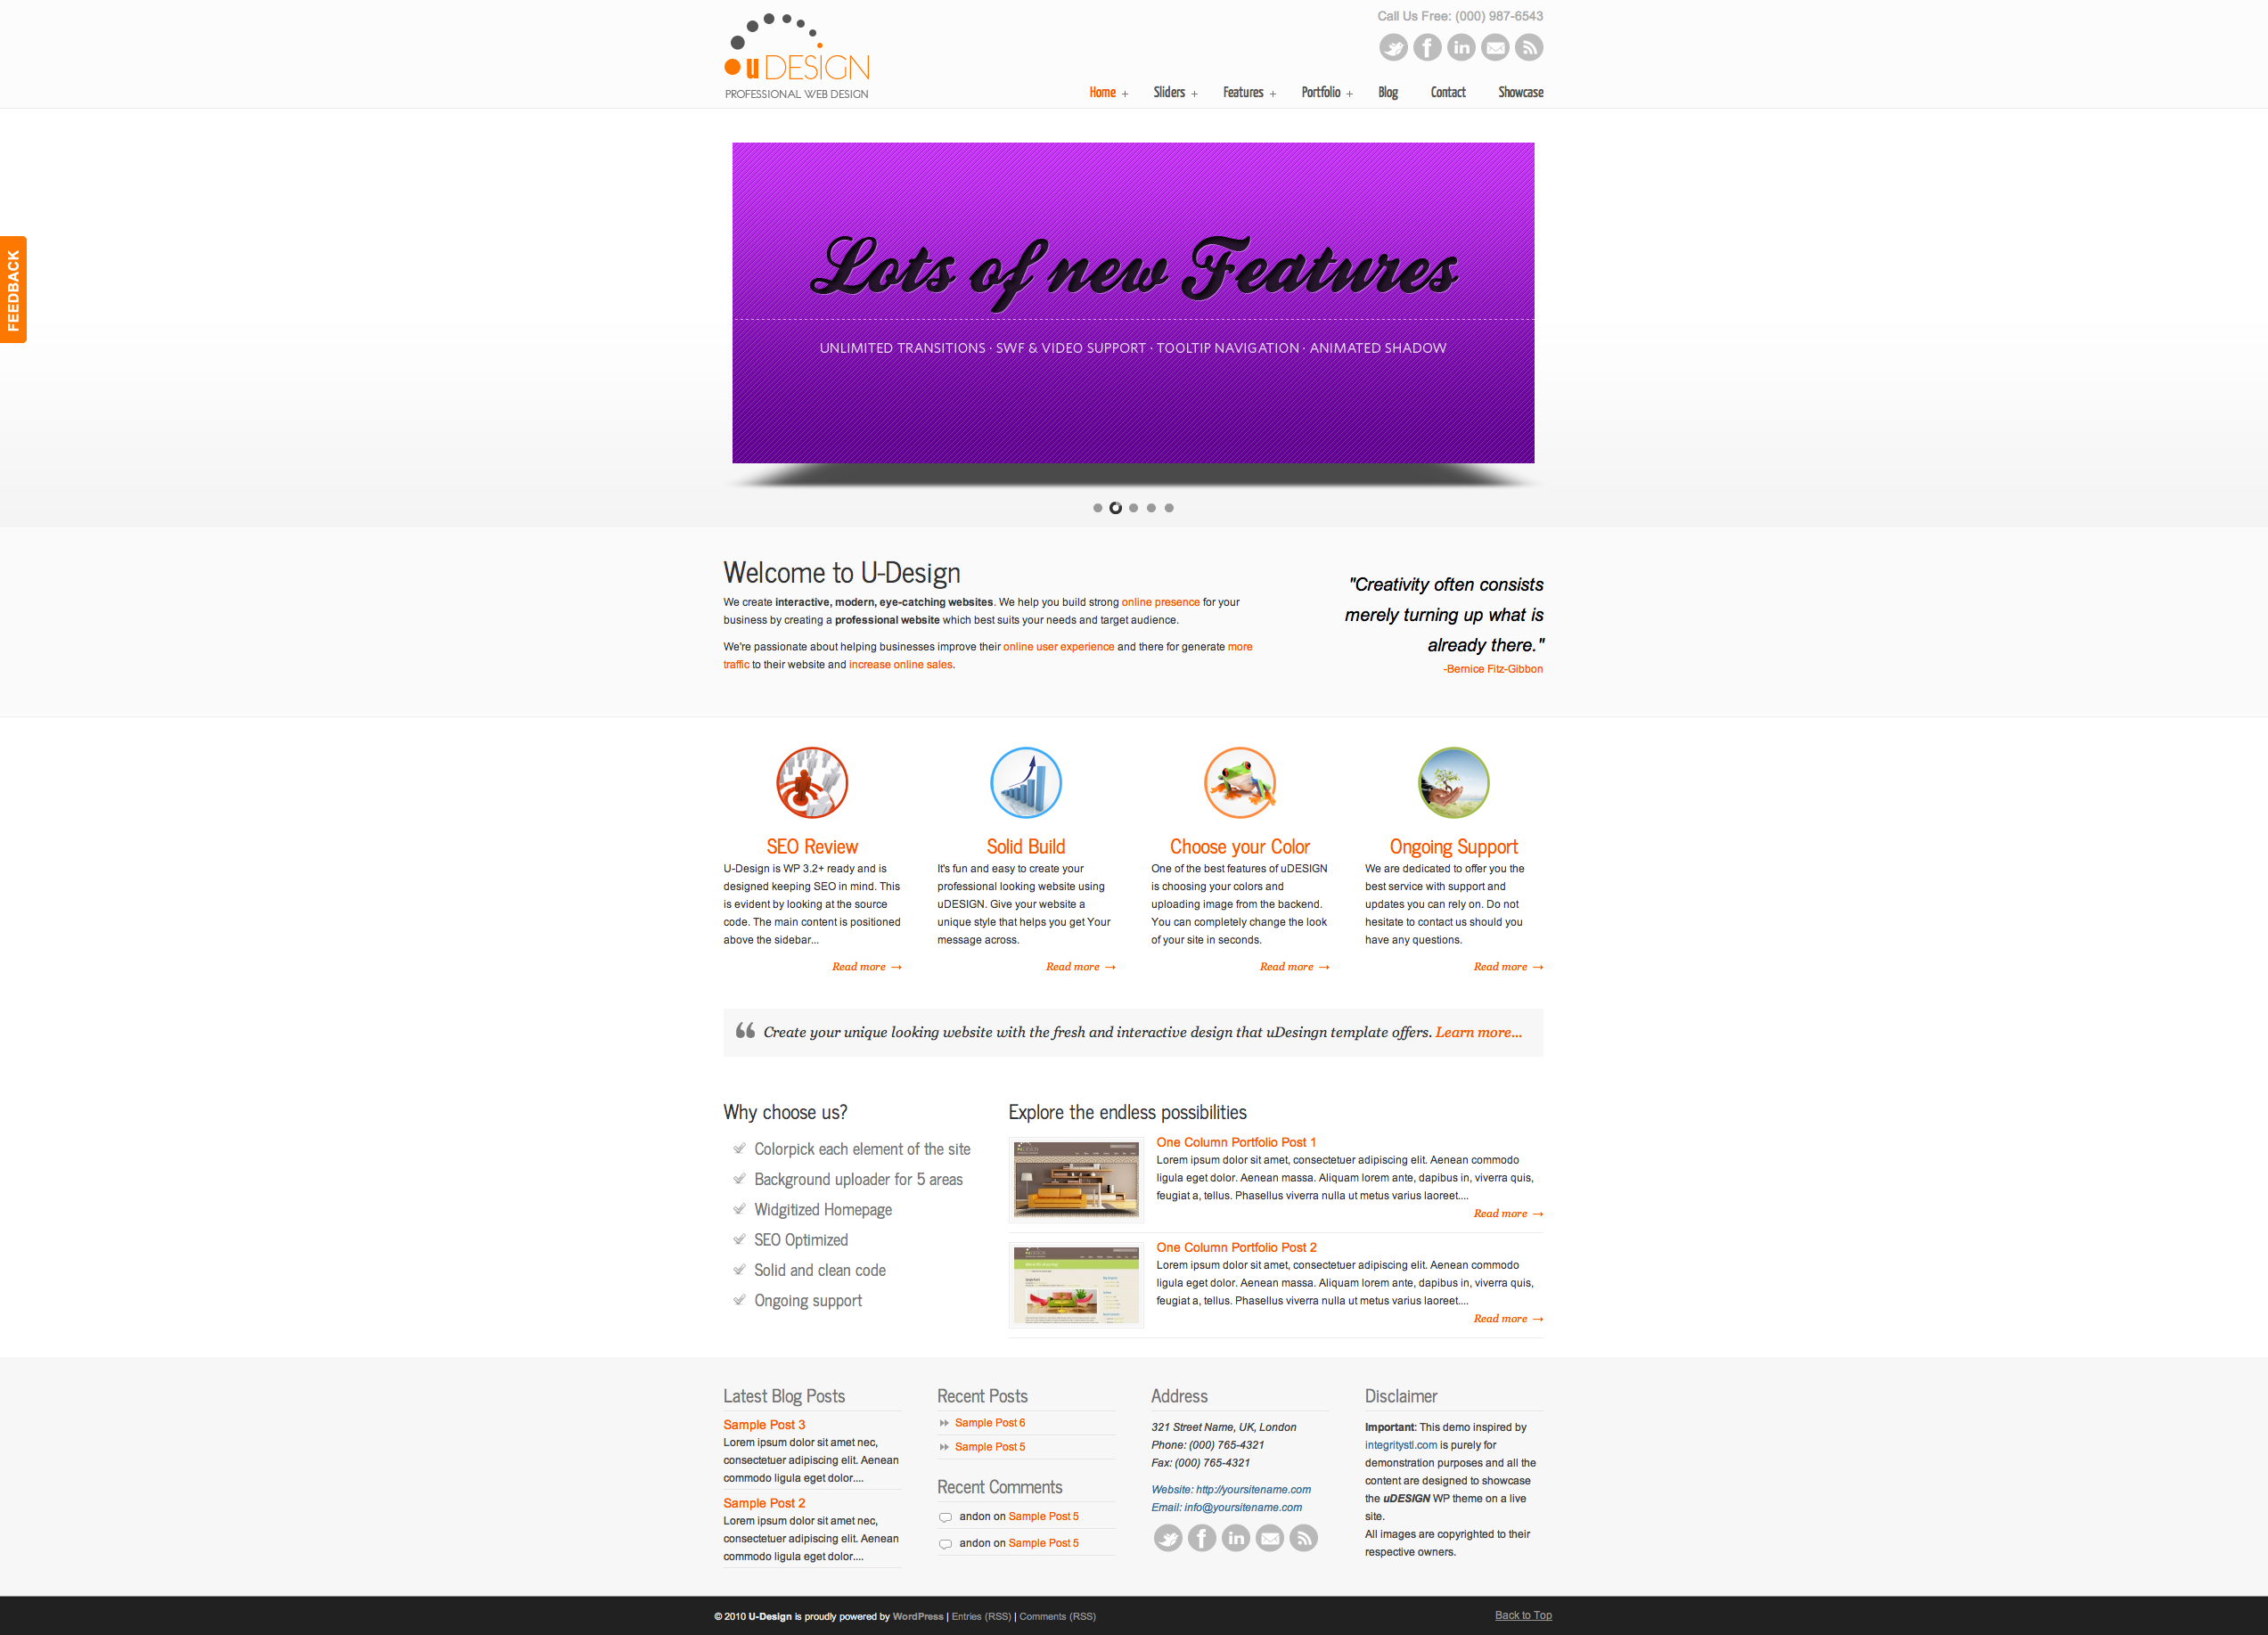 Call Us Free: (000) 987-6543
uDESIGN
PROFESSIONAL WEB DESIGN
Home + Sliders + Features + Portfolio + Blog Contact Showcase
FEEDBACK
Lots of new Features
UNLIMITED TRANSITIONS · SWF & VIDEO SUPPORT · TOOLTIP NAVIGATION · ANIMATED SHADOW
Welcome to U-Design
We create interactive, modern, eye-catching websites. We help you build strong online presence for your
business by creating a professional website which best suits your needs and target audience.
We're passionate about helping businesses improve their online user experience and there for generate more
traffic to their website and increase online sales.
"Creativity often consists
merely turning up what is
already there."
-Bernice Fitz-Gibbon
SEO Review
U-Design is WP 3.2+ ready and is
designed keeping SEO in mind. This
is evident by looking at the source
code. The main content is positioned
above the sidebar...
Read more →
Solid Build
It's fun and easy to create your
professional looking website using
uDESIGN. Give your website a
unique style that helps you get Your
message across.
Read more →
Choose your Color
One of the best features of uDESIGN
is choosing your colors and
uploading image from the backend.
You can completely change the look
of your site in seconds.
Read more →
Ongoing Support
We are dedicated to offer you the
best service with support and
updates you can rely on. Do not
hesitate to contact us should you
have any questions.
Read more →
“ Create your unique looking website with the fresh and interactive design that uDesingn template offers. Learn more...
Why choose us?
Colorpick each element of the site
Background uploader for 5 areas
Widgitized Homepage
SEO Optimized
Solid and clean code
Ongoing support
Explore the endless possibilities
One Column Portfolio Post 1
Lorem ipsum dolor sit amet, consectetuer adipiscing elit. Aenean commodo
ligula eget dolor. Aenean massa. Aliquam lorem ante, dapibus in, viverra quis,
feugiat a, tellus. Phasellus viverra nulla ut metus varius laoreet....
Read more →
One Column Portfolio Post 2
Lorem ipsum dolor sit amet, consectetuer adipiscing elit. Aenean commodo
ligula eget dolor. Aenean massa. Aliquam lorem ante, dapibus in, viverra quis,
feugiat a, tellus. Phasellus viverra nulla ut metus varius laoreet....
Read more →
Latest Blog Posts
Sample Post 3
Lorem ipsum dolor sit amet nec,
consectetuer adipiscing elit. Aenean
commodo ligula eget dolor....
Sample Post 2
Lorem ipsum dolor sit amet nec,
consectetuer adipiscing elit. Aenean
commodo ligula eget dolor....
Recent Posts
Sample Post 6
Sample Post 5
Recent Comments
andon on Sample Post 5
andon on Sample Post 5
Address
321 Street Name, UK, London
Phone: (000) 765-4321
Fax: (000) 765-4321
Website: http://yoursitename.com
Email: info@yoursitename.com
Disclaimer
Important: This demo inspired by
integritystl.com is purely for
demonstration purposes and all the
content are designed to showcase
the uDESIGN WP theme on a live
site.
All images are copyrighted to their
respective owners.
© 2010 U-Design is proudly powered by WordPress | Entries (RSS) | Comments (RSS)
Back to Top